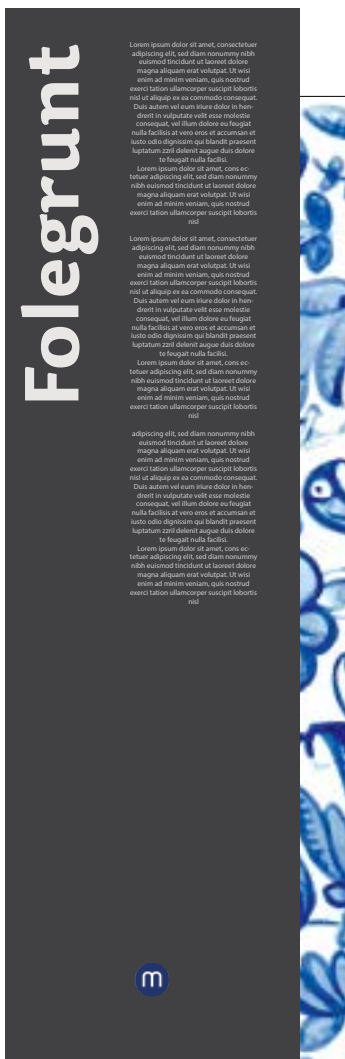 Folegrunt
Lorem ipsum dolor sit amet, consectetuer
adipiscing elit, sed diam nonummy nibh
euismod tincidunt ut laoreet dolore
magna aliquam erat volutpat. Ut wisi
enim ad minim veniam, quis nostrud
exerci tation ullamcorper suscipit lobortis
nisl ut aliquip ex ea commodo consequat.
Duis autem vel eum iriure dolor in hen-
drerit in vulputate velit esse molestie
consequat, vel illum dolore eu feugiat
nulla facilisis at vero eros et accumsan et
iusto odio dignissim qui blandit praesent
luptatum zzril delenit augue duis dolore
te feugait nulla facilisi.
Lorem ipsum dolor sit amet, cons ec-
tetuer adipiscing elit, sed diam nonummy
nibh euismod tincidunt ut laoreet dolore
magna aliquam erat volutpat. Ut wisi
enim ad minim veniam, quis nostrud
exerci tation ullamcorper suscipit lobortis
nisl
Lorem ipsum dolor sit amet, consectetuer
adipiscing elit, sed diam nonummy nibh
euismod tincidunt ut laoreet dolore
magna aliquam erat volutpat. Ut wisi
enim ad minim veniam, quis nostrud
exerci tation ullamcorper suscipit lobortis
nisl ut aliquip ex ea commodo consequat.
Duis autem vel eum iriure dolor in hen-
drerit in vulputate velit esse molestie
consequat, vel illum dolore eu feugiat
nulla facilisis at vero eros et accumsan et
iusto odio dignissim qui blandit praesent
luptatum zzril delenit augue duis dolore
te feugait nulla facilisi.
Lorem ipsum dolor sit amet, cons ec-
tetuer adipiscing elit, sed diam nonummy
nibh euismod tincidunt ut laoreet dolore
magna aliquam erat volutpat. Ut wisi
enim ad minim veniam, quis nostrud
exerci tation ullamcorper suscipit lobortis
nisl
adipiscing elit, sed diam nonummy nibh
euismod tincidunt ut laoreet dolore
magna aliquam erat volutpat. Ut wisi
enim ad minim veniam, quis nostrud
exerci tation ullamcorper suscipit lobortis
nisl ut aliquip ex ea commodo consequat.
Duis autem vel eum iriure dolor in hen-
drerit in vulputate velit esse molestie
nulla facilisis at vero eros et accumsan et
iusto odio dignissim qui blandit praesent
luptatum zzril delenit augue duis dolore
te feugait nulla facilisi.
Lorem ipsum dolor sit amet, cons ec-
tetuer adipiscing elit, sed diam nonummy
nibh euismod tincidunt ut laoreet dolore
magna aliquam erat volutpat. Ut wisi
enim ad minim veniam, quis nostrud
exerci tation ullamcorper suscipit lobortis
nisl
m